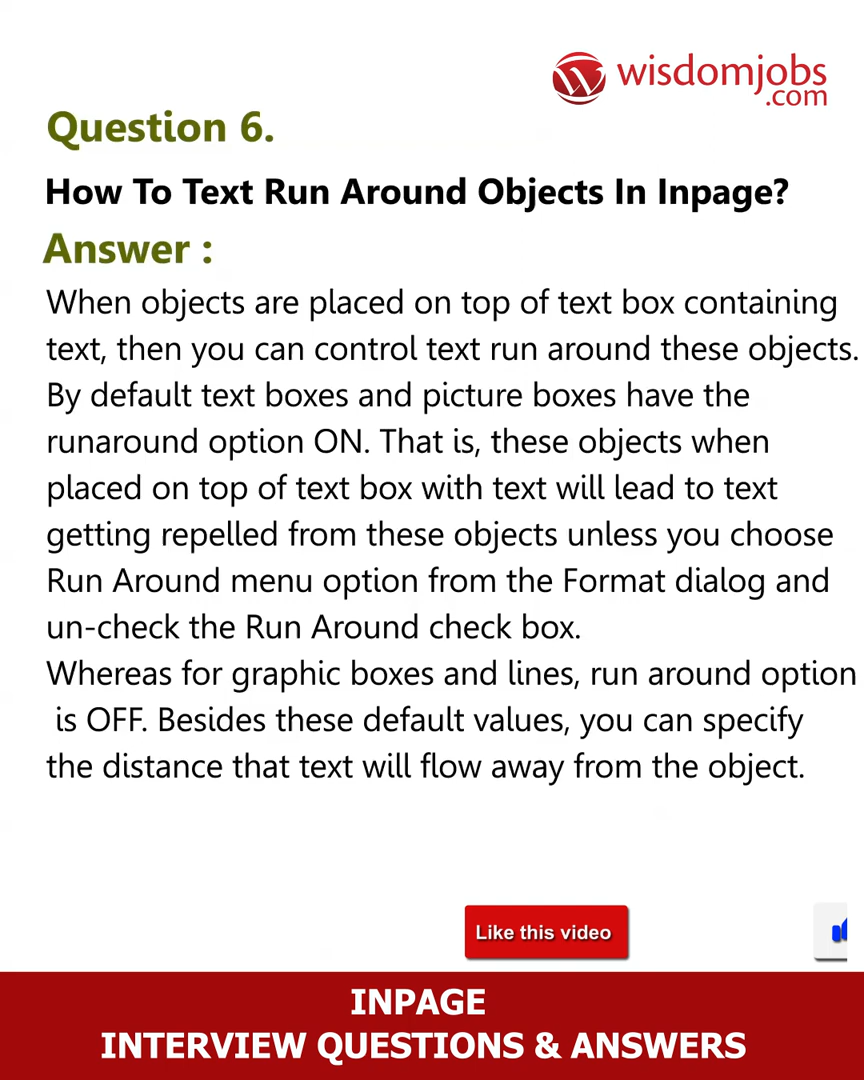 wisdomjobs
.com
Question 6.
How To Text Run Around Objects In Inpage?
Answer :
When objects are placed on top of text box containing
text, then you can control text run around these objects.
By default text boxes and picture boxes have the
runaround option ON. That is, these objects when
placed on top of text box with text will lead to text
getting repelled from these objects unless you choose
Run Around menu option from the Format dialog and
un-check the Run Around check box.
Whereas for graphic boxes and lines, run around option
is OFF. Besides these default values, you can specify
the distance that text will flow away from the object.
Like this video
INPAGE
INTERVIEW QUESTIONS & ANSWERS